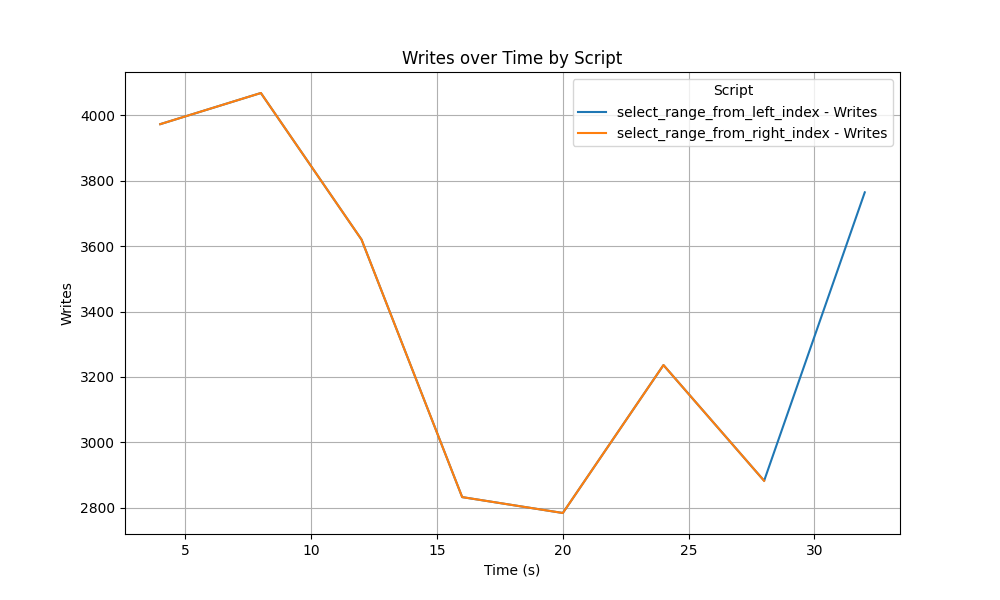 Writes over Time by Script
Script
select_range_from_left_index - Writes
select_range_from_right_index - Writes
4000
3800
3600
3400
3200
3000
2800
Writes
5 10 15 20 25 30
Time (s)